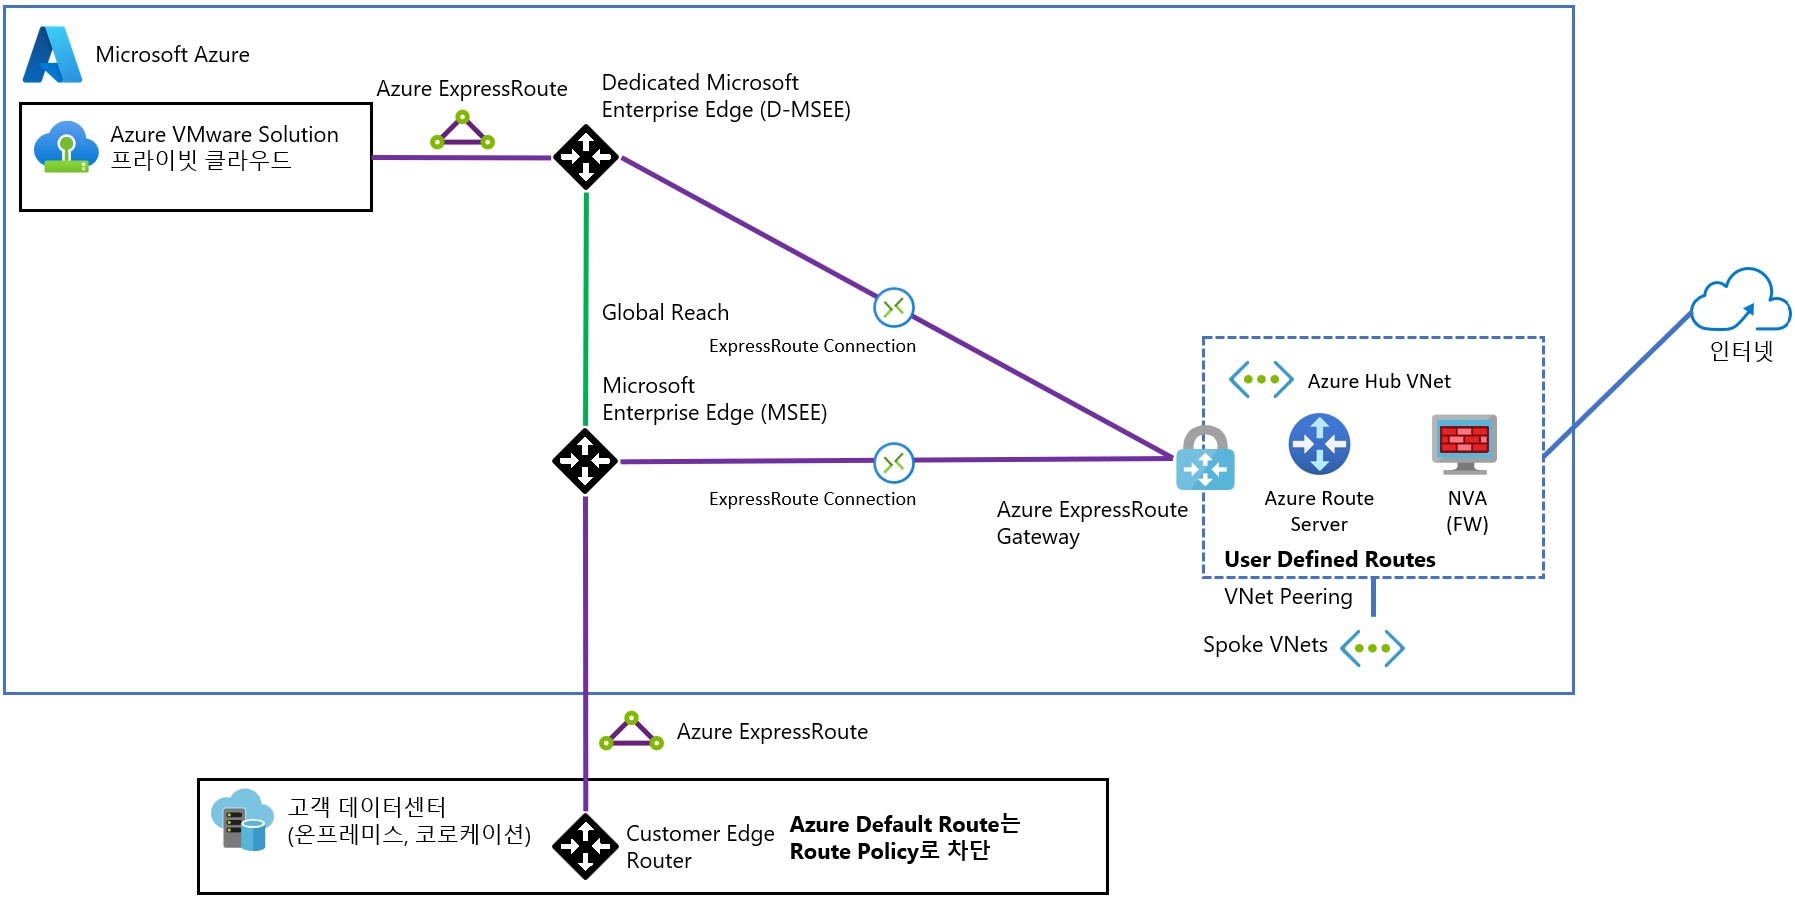 Microsoft Azure
Azure ExpressRoute
Dedicated Microsoft
Enterprise Edge (D-MSEE)
Azure VMware Solution
프라이빗 클라우드
Global Reach
ExpressRoute Connection
인터넷
Microsoft
Enterprise Edge (MSEE)
Azure Hub VNet
ExpressRoute Connection
Azure ExpressRoute
Gateway
Azure Route
Server
NVA
(FW)
User Defined Routes
VNet Peering
Spoke VNets
Azure ExpressRoute
고객 데이터센터
(온프레미스, 코로케이션)
Customer Edge
Router
Azure Default Route는
Route Policy로 차단